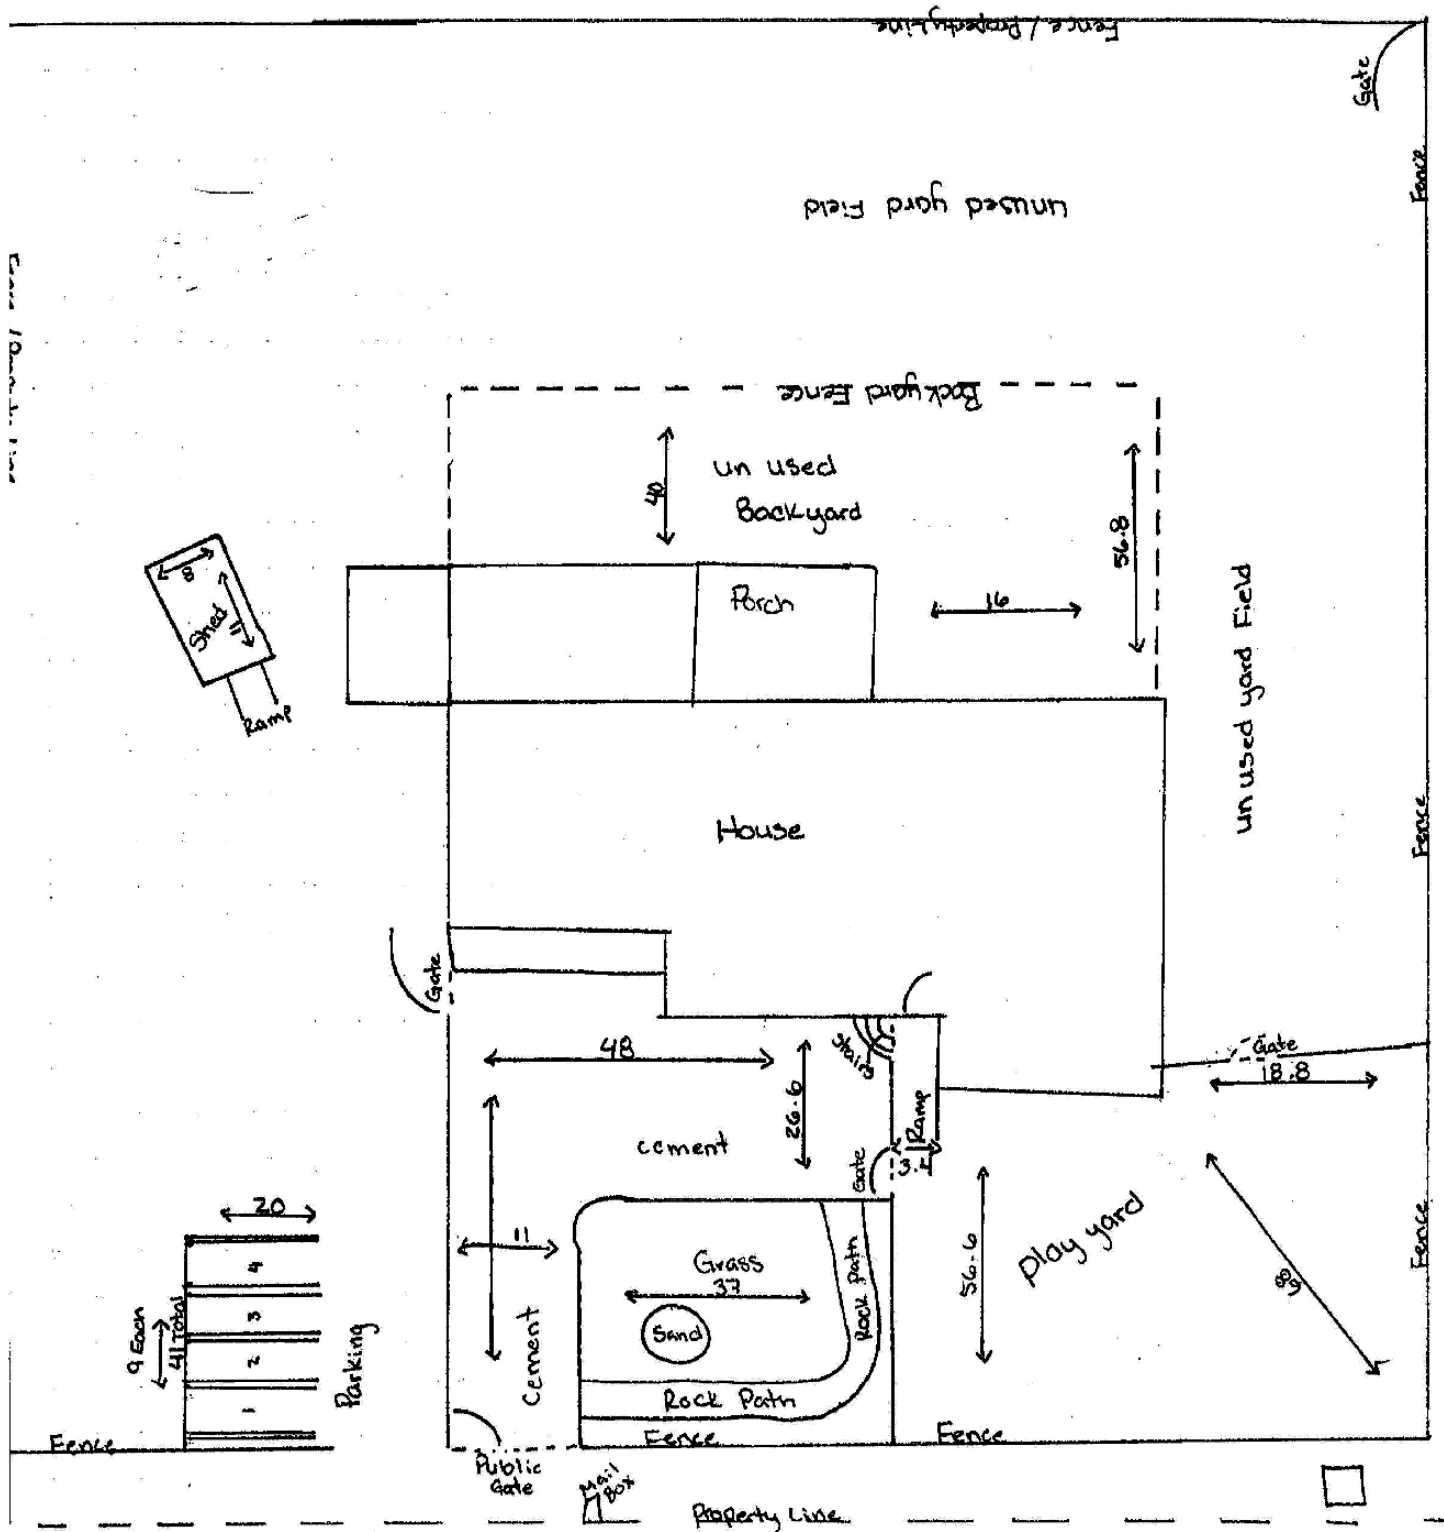 Fence / Property Line
Gate
Fence
unused yard Field
Backyard Fence
un used
Backyard
40
56.8
8
11
Shed
Ramp
Porch
16
unused yard Field
House
Fence
Gate
48
Stairs
26.6
Ramp
Gate
18.8
cement
Gate
20
4
3
2
1
9 Each
41 Total
Parking
11
Cement
Grass
37
Sand
Rock Path
Rock Path
56.6
Play yard
Fence
Fence
Fence
Fence
Public
Gate
Mail
Box
Property Line